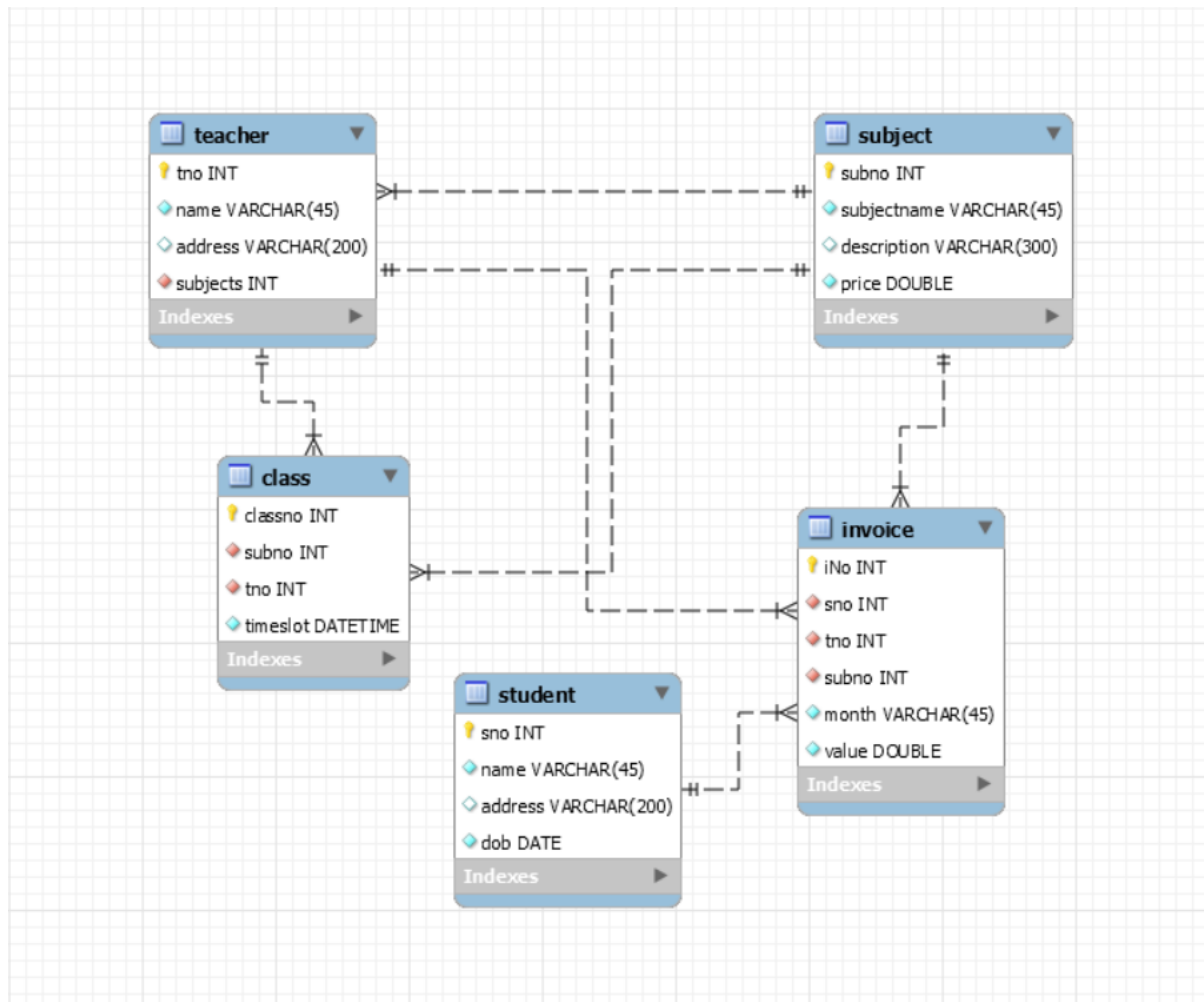 teacher
tno INT
name VARCHAR(45)
address VARCHAR(200)
subjects INT
Indexes
subject
subno INT
subjectname VARCHAR(45)
description VARCHAR(300)
price DOUBLE
Indexes
class
classno INT
subno INT
tno INT
timeslot DATETIME
Indexes
invoice
iNo INT
sno INT
tno INT
subno INT
month VARCHAR(45)
value DOUBLE
Indexes
student
sno INT
name VARCHAR(45)
address VARCHAR(200)
dob DATE
Indexes